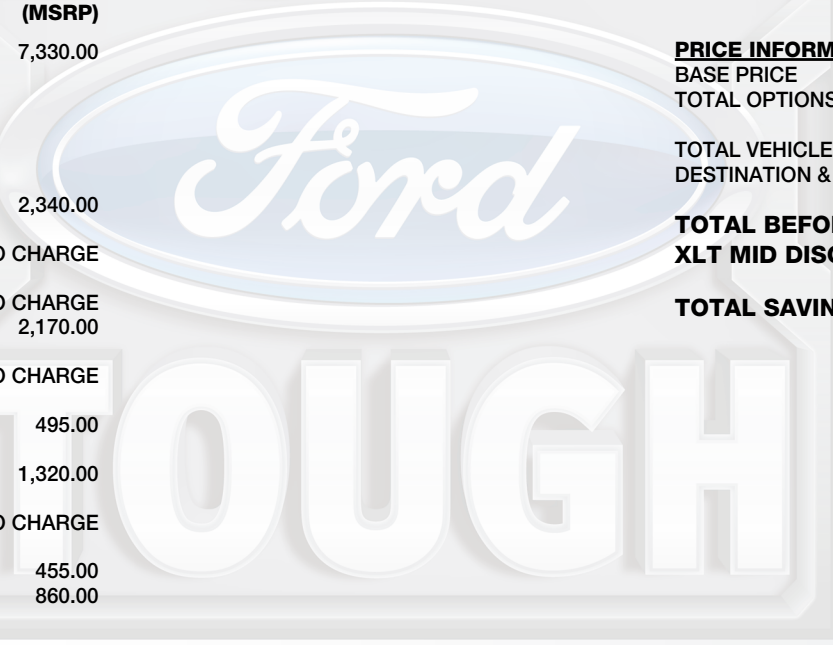 (MSRP)
7,330.00
2,340.00
O CHARGE
O CHARGE
2,170.00
O CHARGE
495.00
1,320.00
O CHARGE
455.00
860.00
PRICE INFORM
BASE PRICE
TOTAL OPTIONS
TOTAL VEHICLE
DESTINATION &
TOTAL BEFO
XLT MID DISC
TOTAL SAVIN
Ford
TOUGH